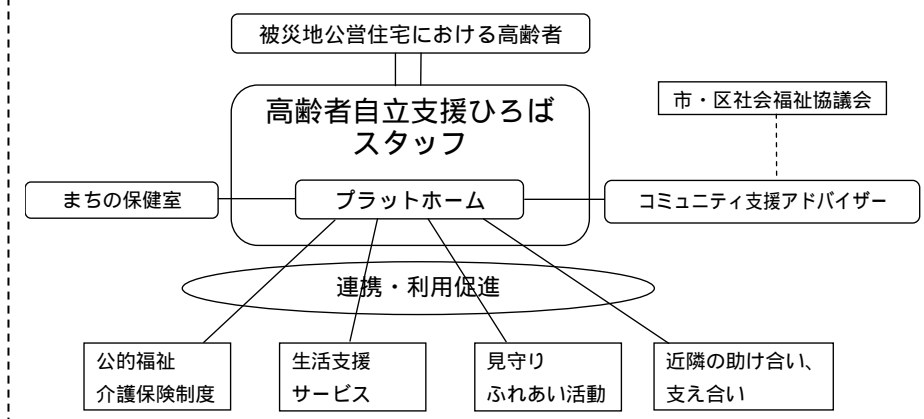 被災地公営住宅における高齢者
高齢者自立支援ひろば
スタッフ
市・区社会福祉協議会
まちの保健室
プラットホーム
コミュニティ支援アドバイザー
連携・利用促進
公的福祉
介護保険制度
生活支援
サービス
見守り
ふれあい活動
近隣の助け合い、
支え合い